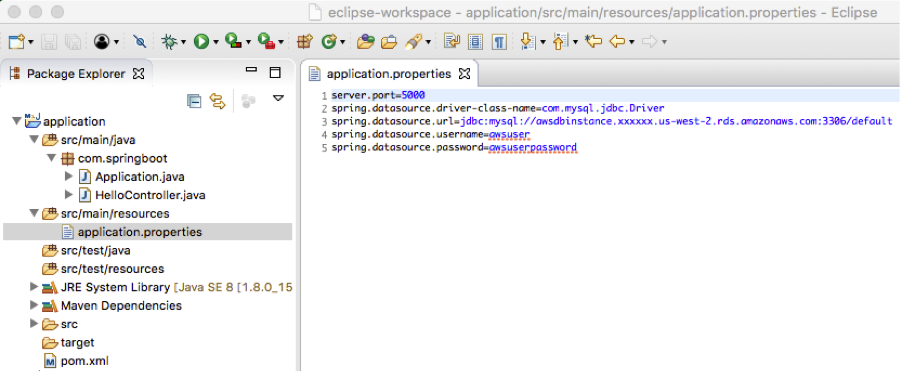 eclipse-workspace - application/src/main/resources/application.properties - Eclipse
Package Explorer
application
src/main/java
com.springboot
Application.java
HelloController.java
src/main/resources
application.properties
src/test/java
src/test/resources
JRE System Library [Java SE 8 [1.8.0_15
Maven Dependencies
src
target
pom.xml
application.properties
1 server.port=5000
2 spring.datasource.driver-class-name=com.mysql.jdbc.Driver
3 spring.datasource.url=jdbc:mysql://awsdbinstance.xxxxxx.us-west-2.rds.amazonaws.com:3306/default
4 spring.datasource.username=awsuser
5 spring.datasource.password=awsuserpassword